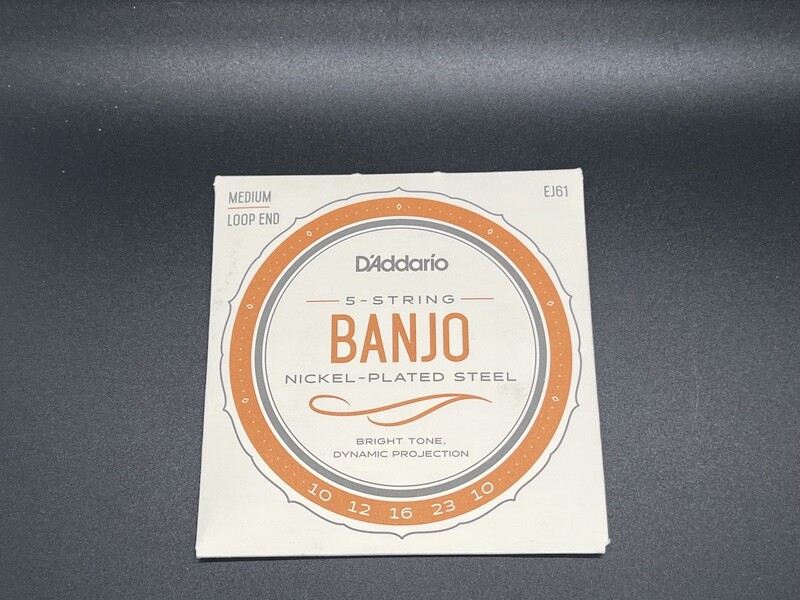 MEDIUM
LOOP END
EJ61
D'Addario
5-STRING
BANJO
NICKEL-PLATED STEEL
BRIGHT TONE,
DYNAMIC PROJECTION
10 12 16 23 10